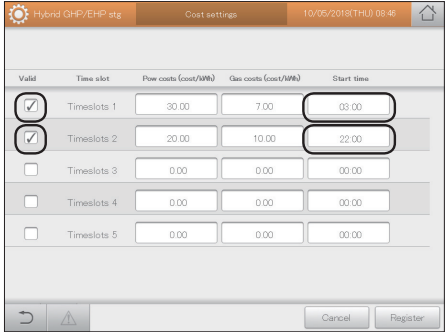 Hybrid GHP/EHP stg Cost settings 10/05/2018(THU) 09:46
Valid Time slot Pow costs (cost/kWh) Gas costs (cost/kWh) Start time
Timeslots 1 30.00 7.00 03:00
Timeslots 2 20.00 10.00 22:00
Timeslots 3 0.00 0.00 00:00
Timeslots 4 0.00 0.00 00:00
Timeslots 5 0.00 0.00 00:00
Cancel Register